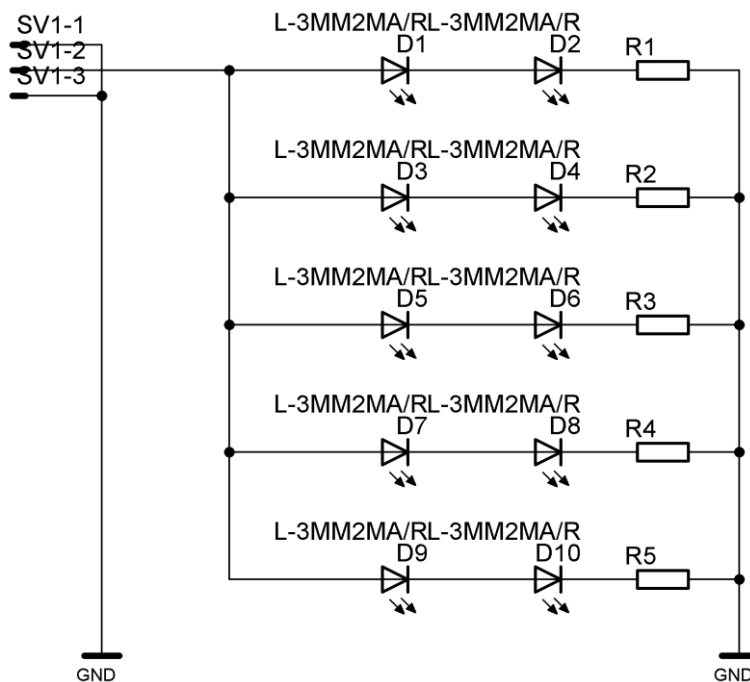 SV1-1
SV1-2
SV1-3
L-3MM2MA/RL-3MM2MA/R
D1 D2 R1
L-3MM2MA/RL-3MM2MA/R
D3 D4 R2
L-3MM2MA/RL-3MM2MA/R
D5 D6 R3
L-3MM2MA/RL-3MM2MA/R
D7 D8 R4
L-3MM2MA/RL-3MM2MA/R
D9 D10 R5
GND GND